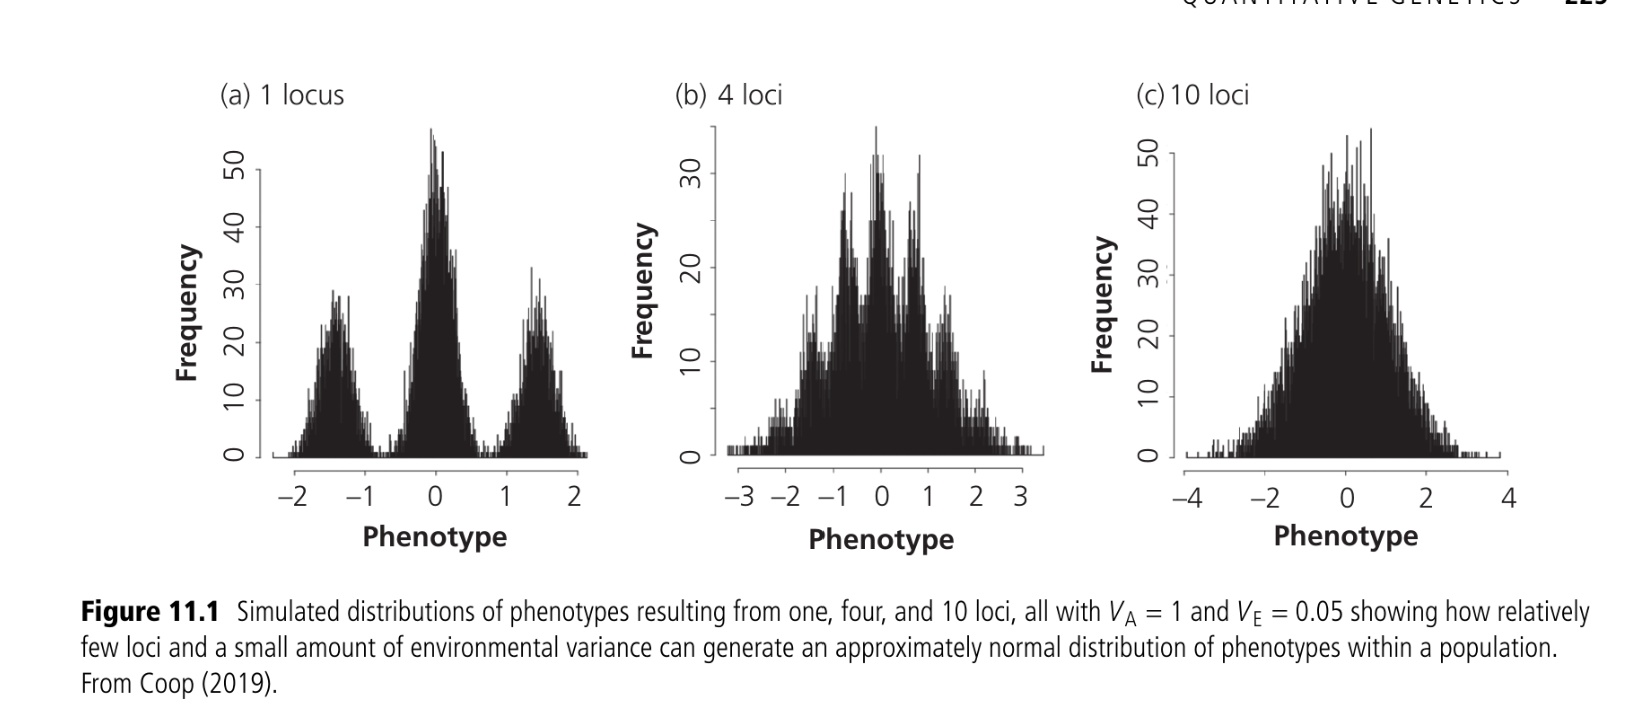 QUANTITATIVE GENETICS 223
(a) 1 locus
(b) 4 loci
(c) 10 loci
Frequency
50
40
30
20
10
0
−2 −1 0 1 2
Phenotype
Frequency
30
20
10
0
−3 −2 −1 0 1 2 3
Phenotype
Frequency
50
40
30
20
10
0
−4 −2 0 2 4
Phenotype
Figure 11.1 Simulated distributions of phenotypes resulting from one, four, and 10 loci, all with VA = 1 and VE = 0.05 showing how relatively
few loci and a small amount of environmental variance can generate an approximately normal distribution of phenotypes within a population.
From Coop (2019).